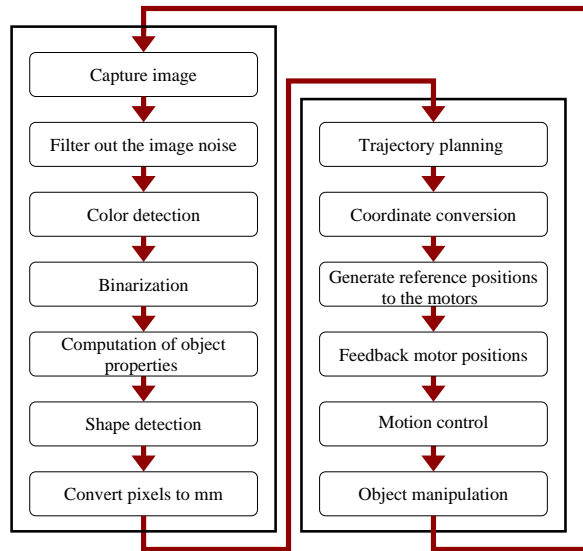 Capture image
Filter out the image noise
Color detection
Binarization
Computation of object
properties
Shape detection
Convert pixels to mm
Trajectory planning
Coordinate conversion
Generate reference positions
to the motors
Feedback motor positions
Motion control
Object manipulation